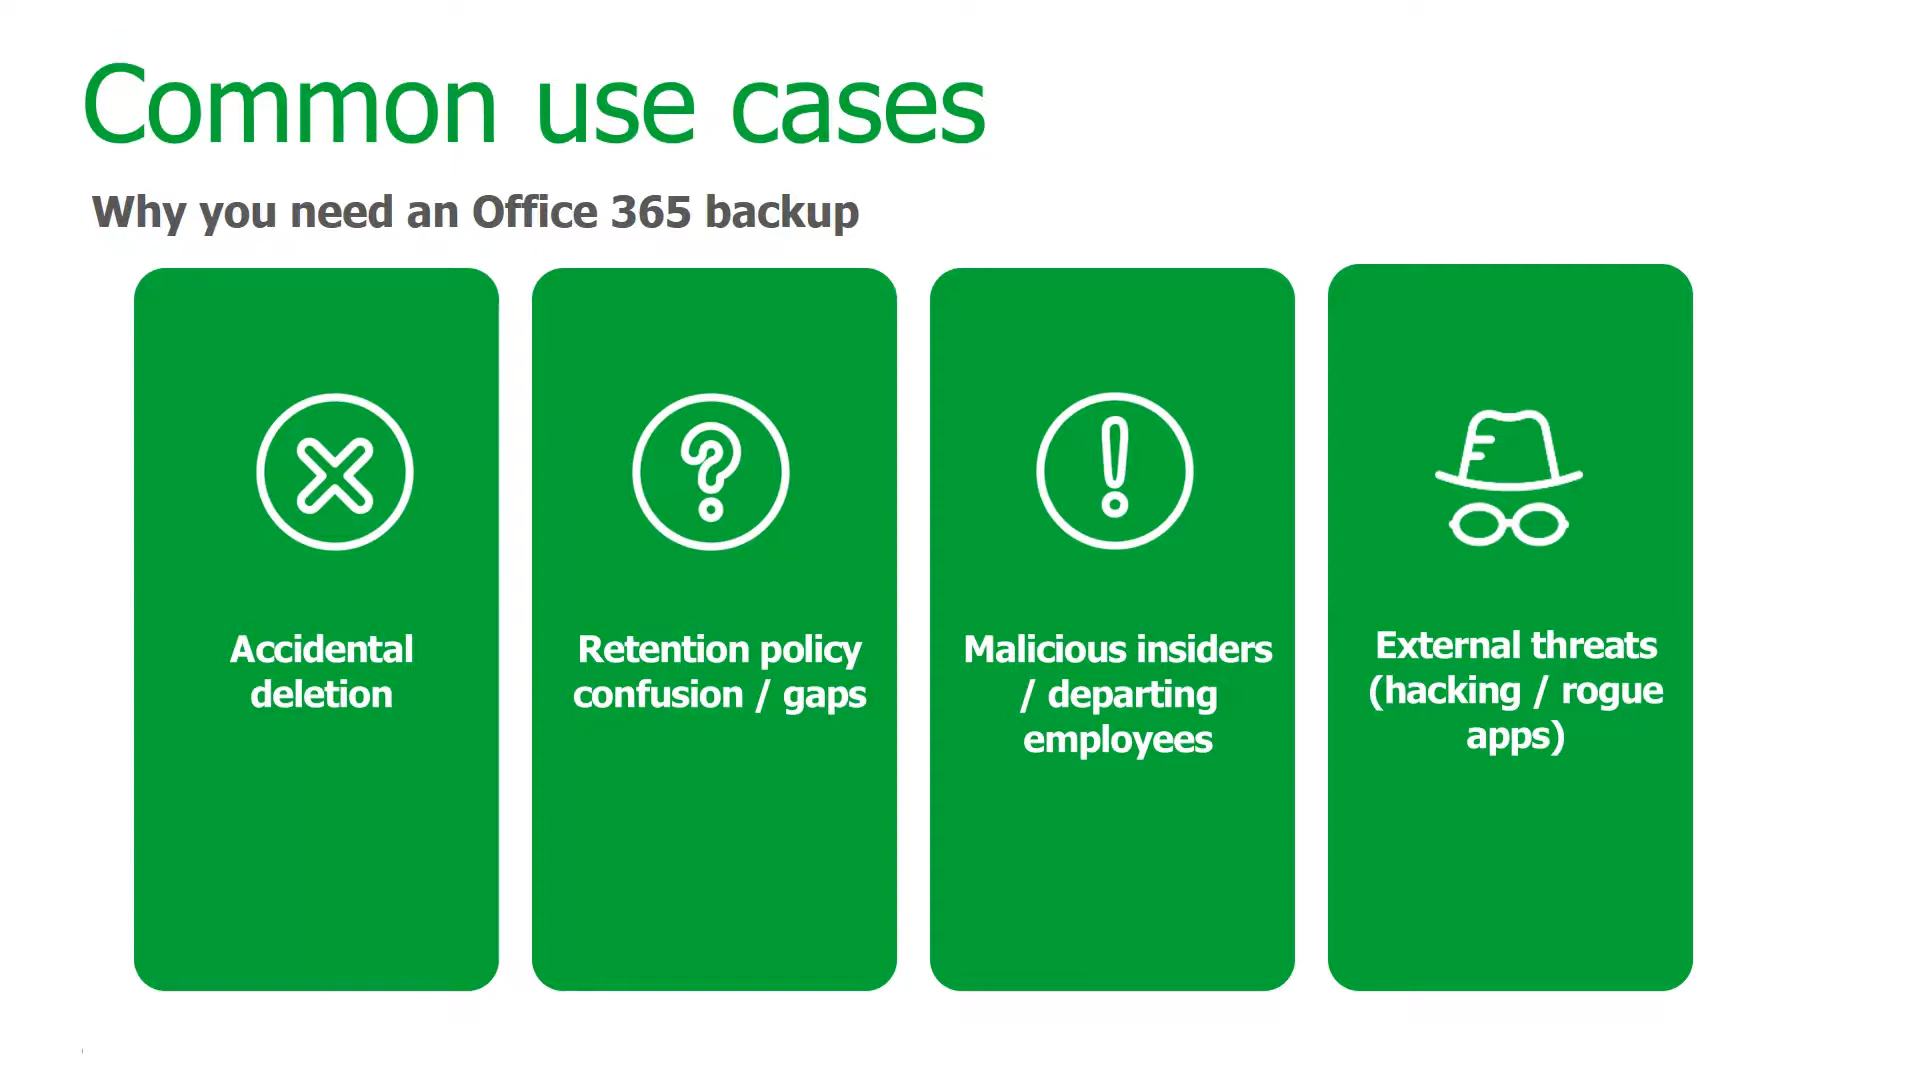 Common use cases
Why you need an Office 365 backup
Accidental
deletion
Retention policy
confusion / gaps
Malicious insiders
/ departing
employees
External threats
(hacking / rogue
apps)